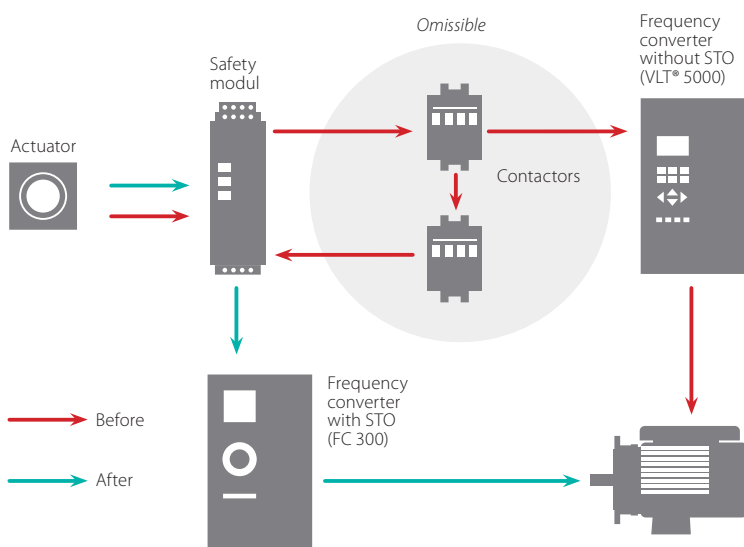 Omissible
Frequency
converter
without STO
(VLT® 5000)
Safety
modul
Actuator
Contactors
Frequency
converter
with STO
(FC 300)
Before
After